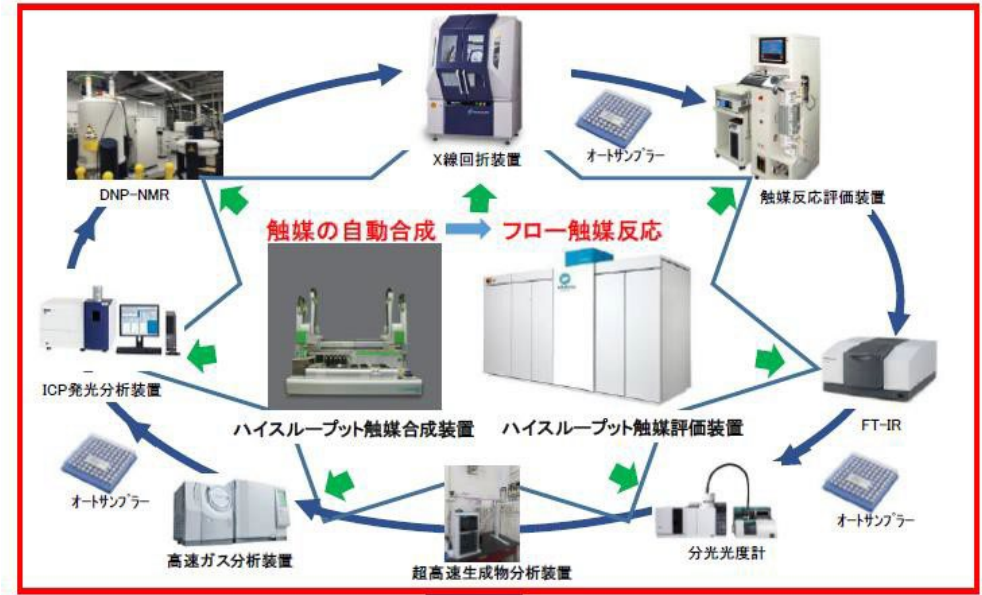 X線回折装置
オートサンプラー
DNP-NMR
触媒反応評価装置
触媒の自動合成
フロー触媒反応
ICP発光分析装置
ハイスループット触媒合成装置
ハイスループット触媒評価装置
FT-IR
オートサンプラー
高速ガス分析装置
超高速生成物分析装置
分光光度計
オートサンプラー